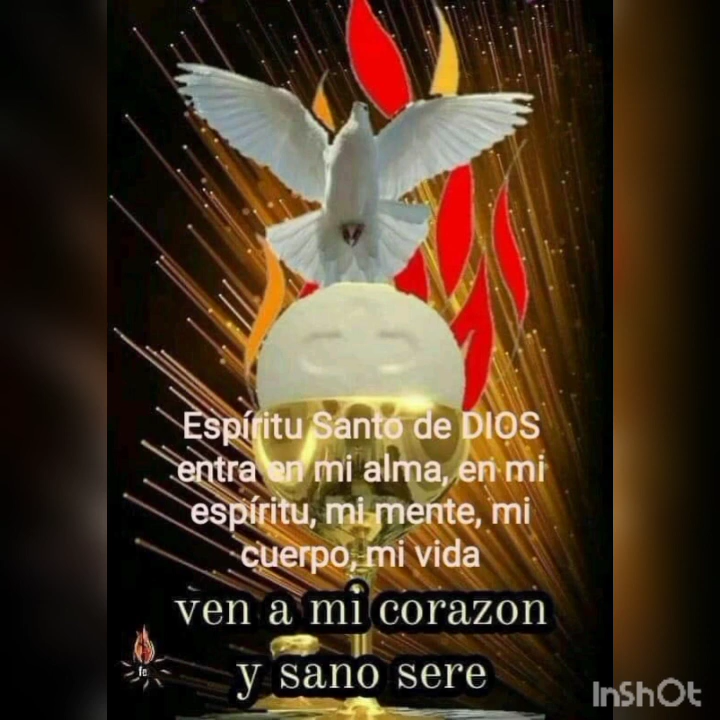 Espíritu Santo de DIOS
entra en mi alma, en mi
espíritu, mi mente, mi
cuerpo, mi vida
ven a mi corazon
y sano sere
fe
InShOt